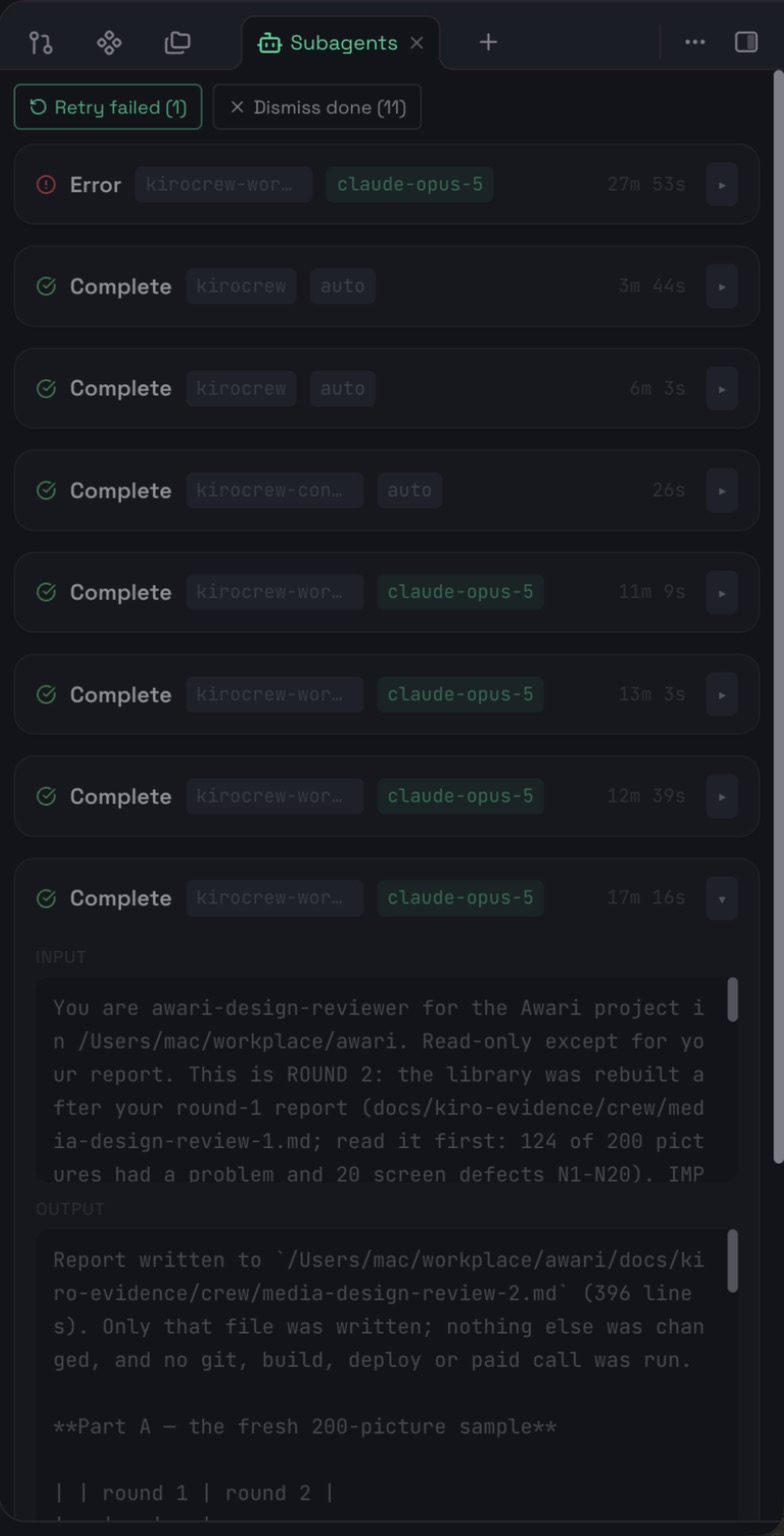 Subagents
Retry failed (1) Dismiss done (11)
Error kirocrew-wor… claude-opus-5 27m 53s
Complete kirocrew auto 3m 44s
Complete kirocrew auto 6m 3s
Complete kirocrew-con… auto 26s
Complete kirocrew-wor… claude-opus-5 11m 9s
Complete kirocrew-wor… claude-opus-5 13m 3s
Complete kirocrew-wor… claude-opus-5 12m 39s
Complete kirocrew-wor… claude-opus-5 17m 16s
INPUT
You are awari-design-reviewer for the Awari project i
n /Users/mac/workplace/awari. Read-only except for yo
ur report. This is ROUND 2: the library was rebuilt a
fter your round-1 report (docs/kiro-evidence/crew/med
ia-design-review-1.md; read it first: 124 of 200 pict
ures had a problem and 20 screen defects N1-N20). IMP
OUTPUT
Report written to `/Users/mac/workplace/awari/docs/ki
ro-evidence/crew/media-design-review-2.md` (396 line
s). Only that file was written; nothing else was chan
ged, and no git, build, deploy or paid call was run.
**Part A — the fresh 200-picture sample**
| | round 1 | round 2 |